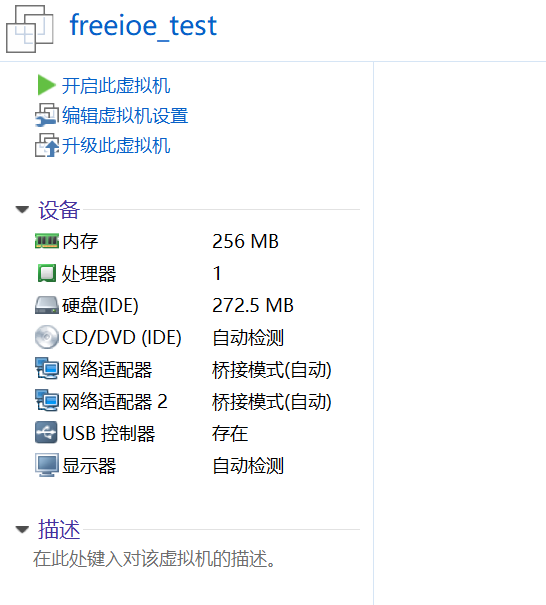 freeioe_test
开启此虚拟机
编辑虚拟机设置
升级此虚拟机
设备
内存 256 MB
处理器 1
硬盘(IDE) 272.5 MB
CD/DVD (IDE) 自动检测
网络适配器 桥接模式(自动)
网络适配器 2 桥接模式(自动)
USB 控制器 存在
显示器 自动检测
描述
在此处键入对该虚拟机的描述。